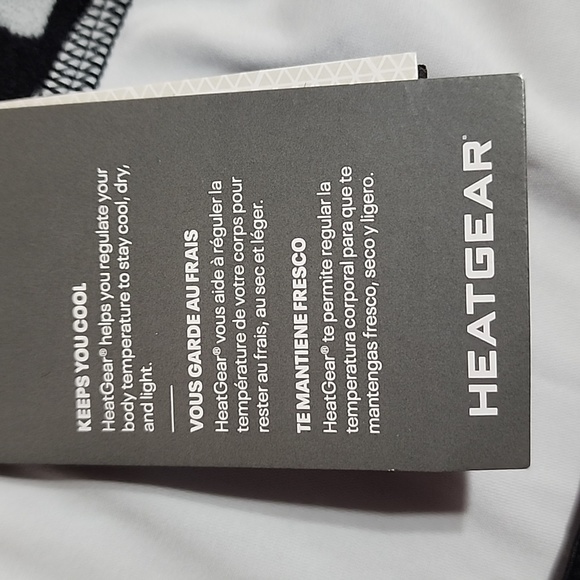 KEEPS YOU COOL
HeatGear® helps you regulate your
body temperature to stay cool, dry,
and light.
VOUS GARDE AU FRAIS
HeatGear® vous aide à réguler la
température de votre corps pour
rester au frais, au sec et léger.
TE MANTIENE FRESCO
HeatGear® te permite regular la
temperatura corporal para que te
mantengas fresco, seco y ligero.
HEATGEAR®